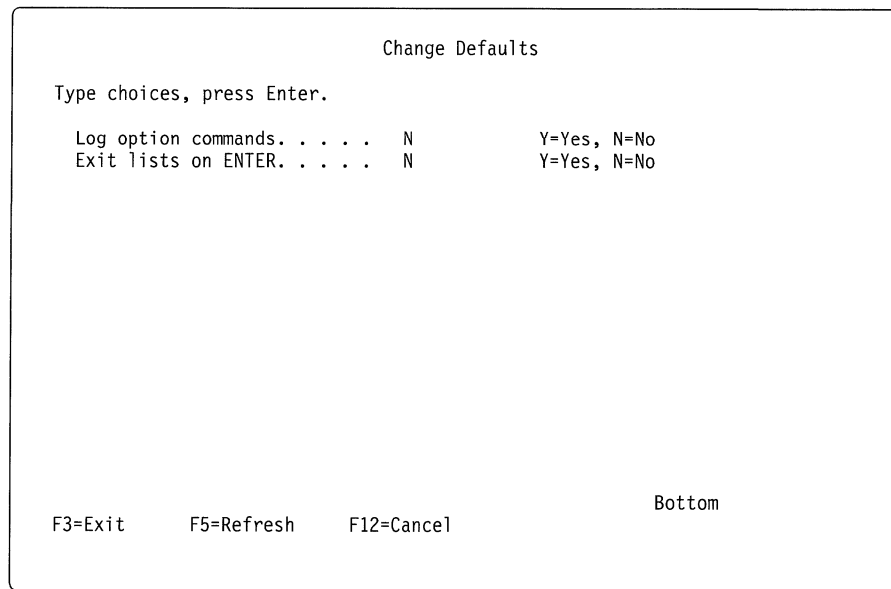 Change Defaults
Type choices, press Enter.
Log option commands. . . . . N Y=Yes, N=No
Exit lists on ENTER. . . . . N Y=Yes, N=No
Bottom
F3=Exit F5=Refresh F12=Cancel